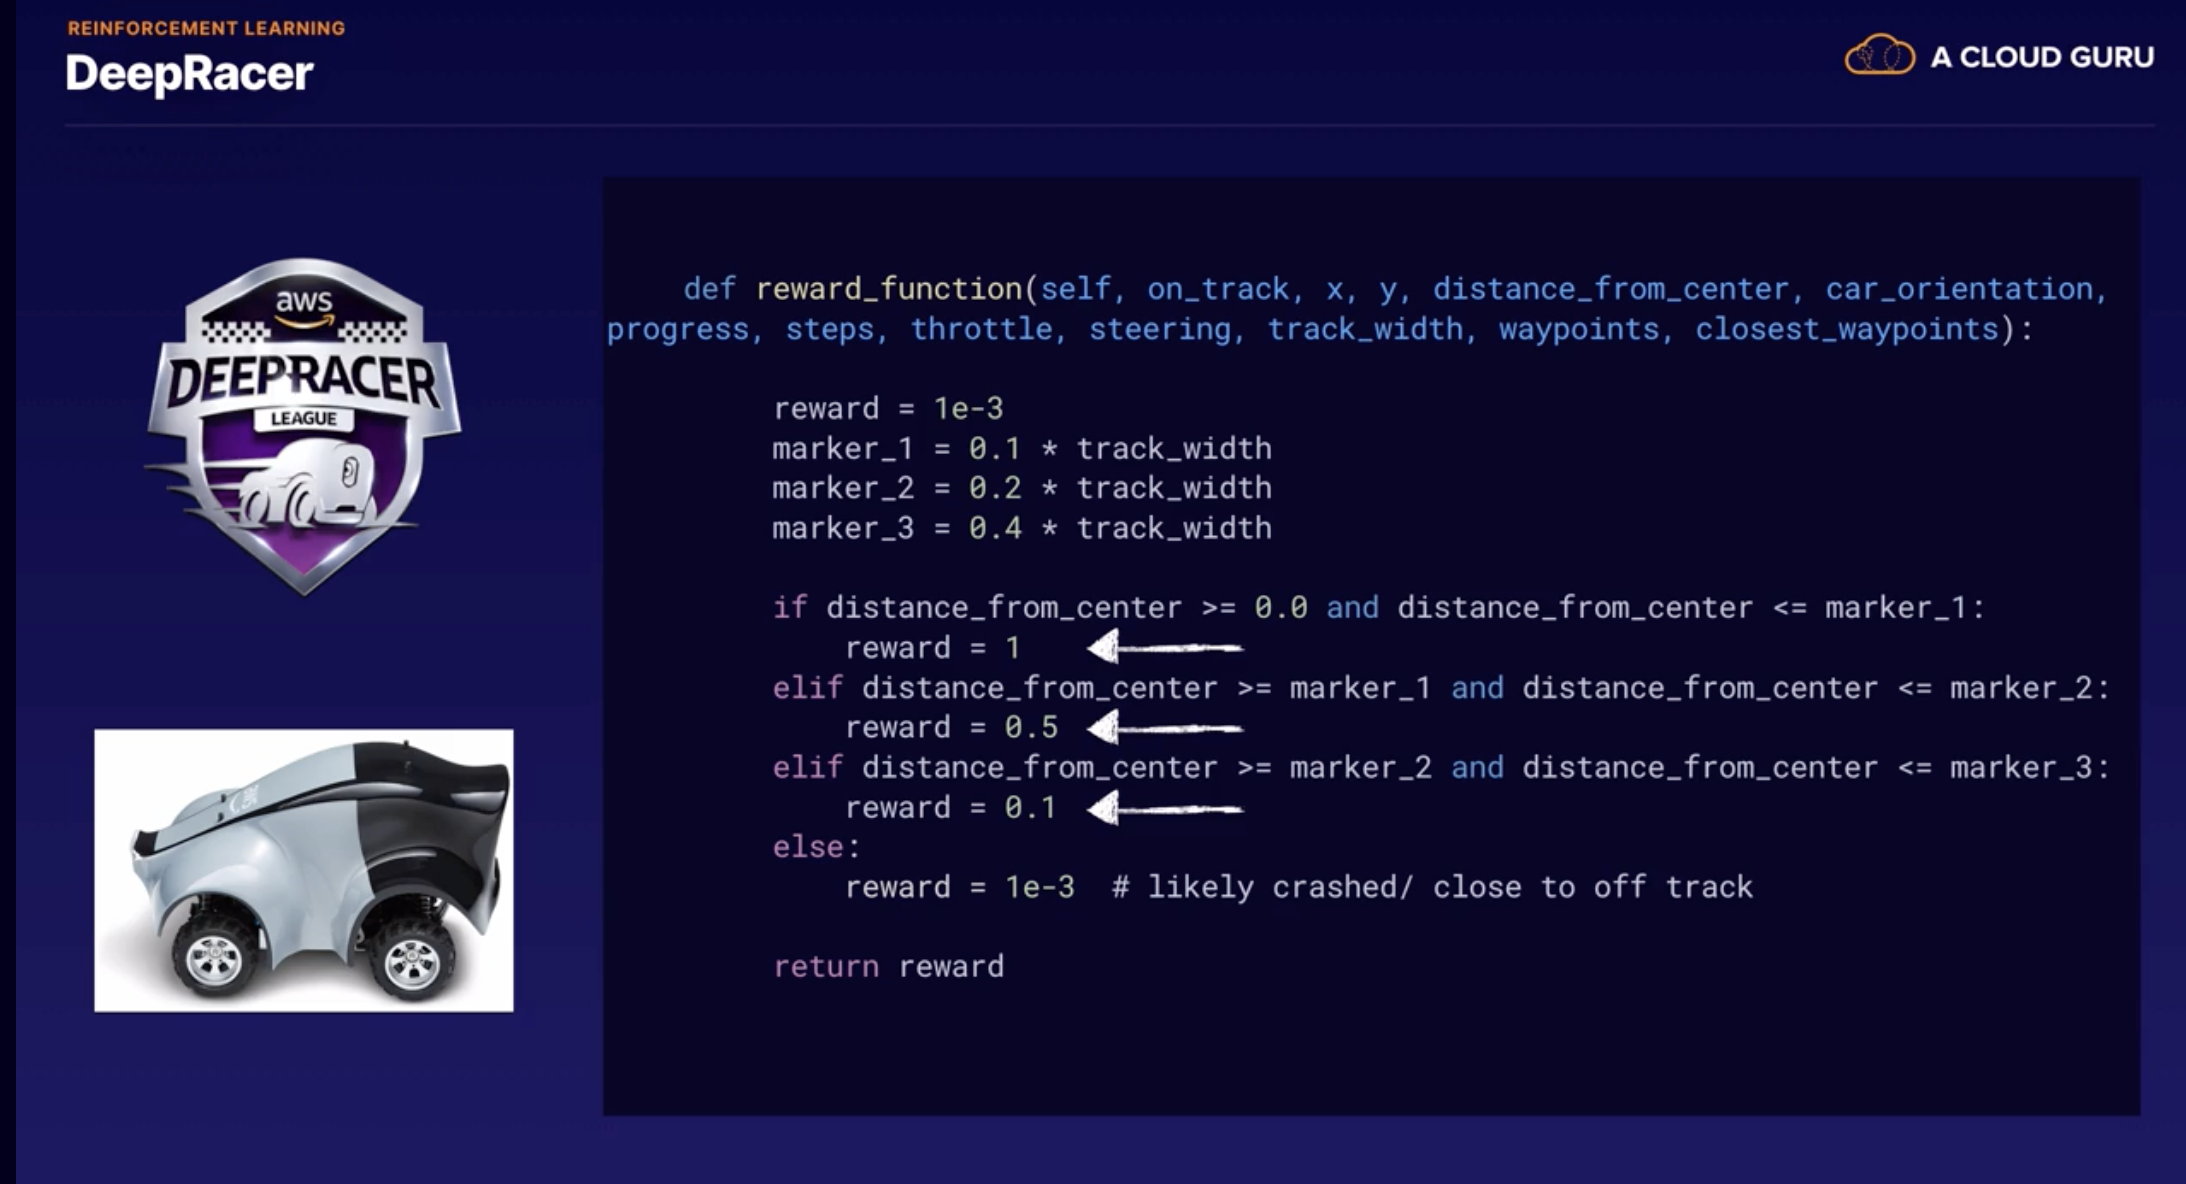 REINFORCEMENT LEARNING
DeepRacer
A CLOUD GURU
aws
DEEPRACER
LEAGUE
def reward_function(self, on_track, x, y, distance_from_center, car_orientation,
progress, steps, throttle, steering, track_width, waypoints, closest_waypoints):
reward = 1e-3
marker_1 = 0.1 * track_width
marker_2 = 0.2 * track_width
marker_3 = 0.4 * track_width
if distance_from_center >= 0.0 and distance_from_center <= marker_1:
reward = 1
elif distance_from_center >= marker_1 and distance_from_center <= marker_2:
reward = 0.5
elif distance_from_center >= marker_2 and distance_from_center <= marker_3:
reward = 0.1
else:
reward = 1e-3  # likely crashed/ close to off track
return reward